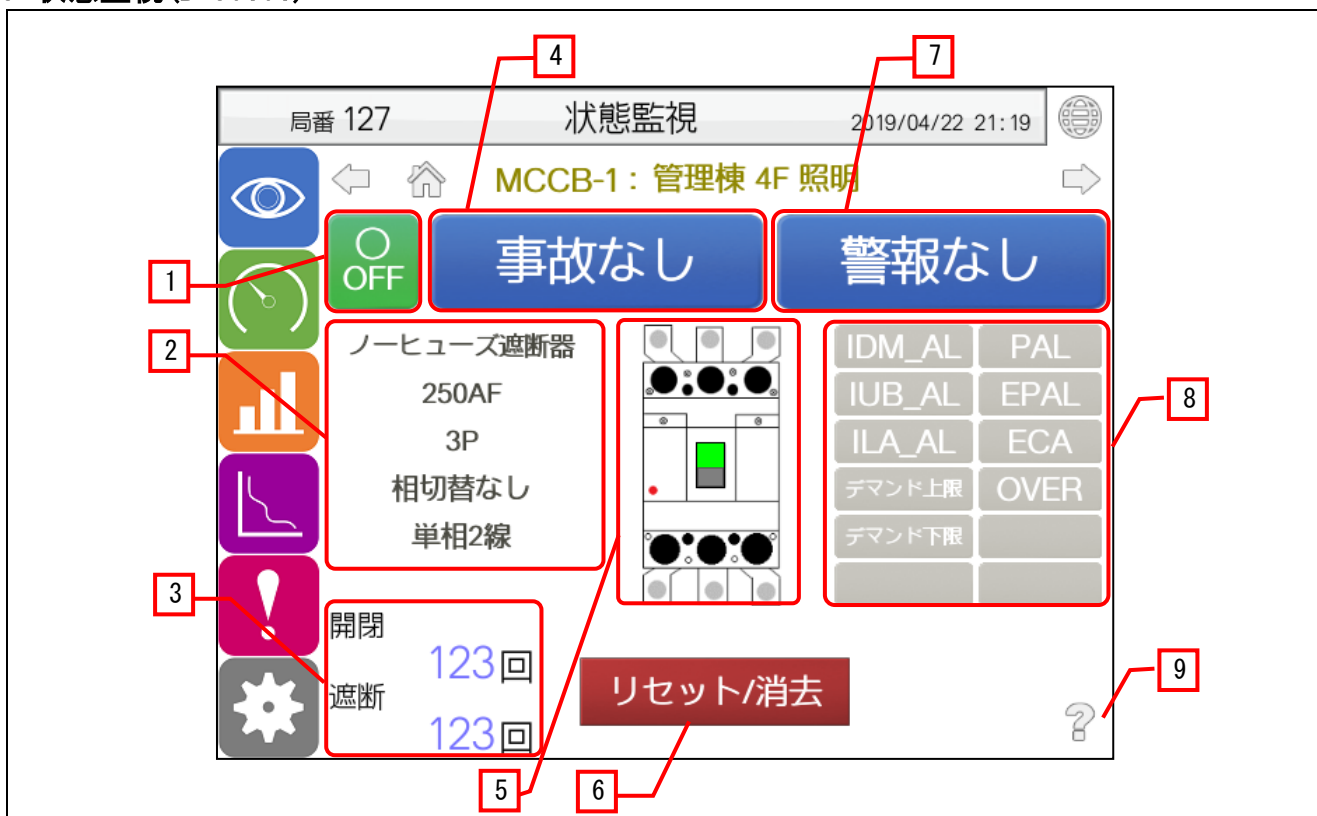 4
7
局番 127 状態監視 2019/04/22 21:19
MCCB-1：管理棟 4F 照明
1
OFF
事故なし
警報なし
2
ノーヒューズ遮断器
250AF
3P
相切替なし
単相2線
IDM_AL PAL
IUB_AL EPAL
ILA_AL ECA
デマンド上限 OVER
デマンド下限
8
3
開閉
123回
遮断
123回
リセット/消去
9
5
6